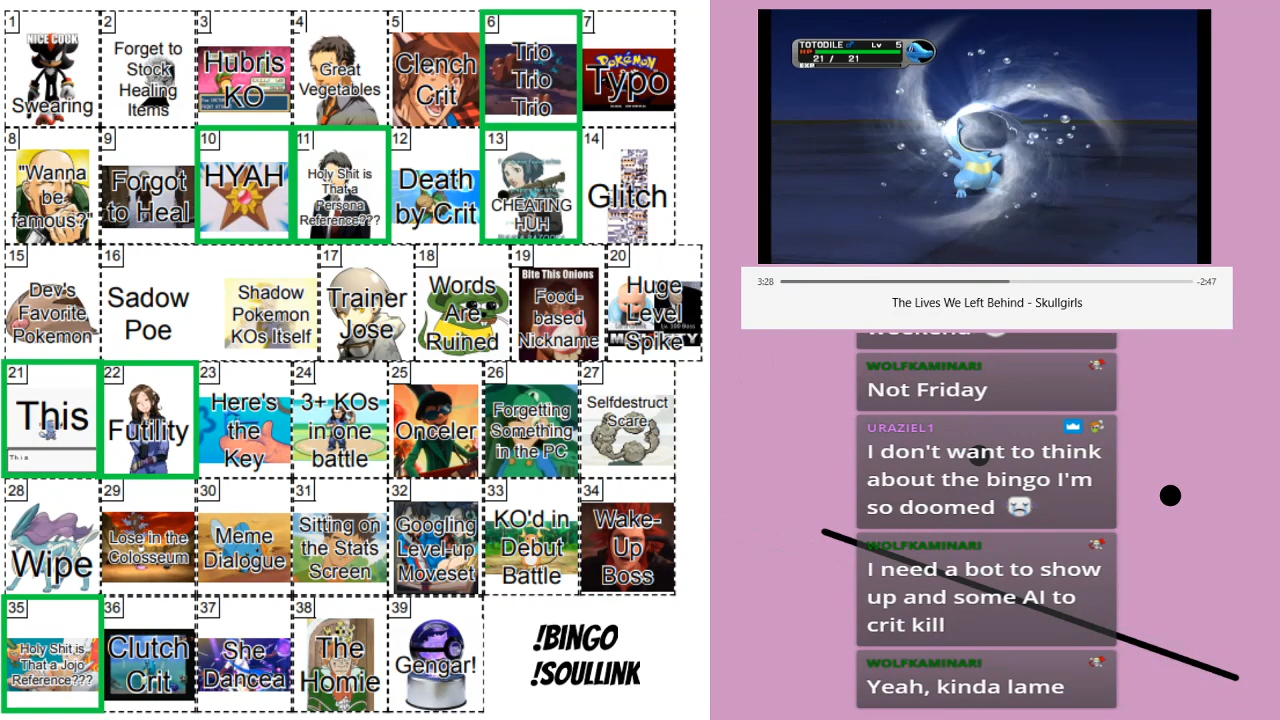 1
NICE COCK
Swearing
2
Forget to
Stock
Healing
Items
3
Hubris
KO
4
Great
Vegetables
5
Clench
Crit
6
Trio
Trio
Trio
7
POKÉMON
Typo
8
"Wanna
be
famous?"
9
Forgot
to Heal
10
HYAH
11
Holy Shit is
That a
Persona
Reference???
12
Death
by Crit
13
CHEATING
HUH
14
Glitch
15
Dev's
Favorite
Pokemon
16
Sadow
Poe
Shadow
Pokemon
KOs Itself
17
Trainer
Jose
18
Words
Are
Ruined
19
Bite This Onions
Food-
based
Nickname
20
Huge
Level
Spike
21
This
This
22
Futility
23
Here's
the
Key
24
3+ KOs
in one
battle
25
Onceler
26
Forgetting
Something
in the PC
27
Selfdestruct
Scare
28
Wipe
29
Lose in the
Colosseum
30
Meme
Dialogue
31
Sitting on
the Stats
Screen
32
Googling
Level-up
Moveset
33
KO'd in
Debut
Battle
34
Wake-
Up
Boss
35
Holy Shit is
That a Jojo
Reference???
36
Clutch
Crit
37
She
Dancea
38
The
Homie
39
Gengar!
!BINGO
!SOULLINK
TOTODILE ♂ Lv 5
HP
21 / 21
EXP
3:28
-2:47
The Lives We Left Behind - Skullgirls
weekend
WOLFKAMINARI
Not Friday
URAZIEL1
I don't want to think
about the bingo I'm
so doomed
WOLFKAMINARI
I need a bot to show
up and some AI to
crit kill
WOLFKAMINARI
Yeah, kinda lame